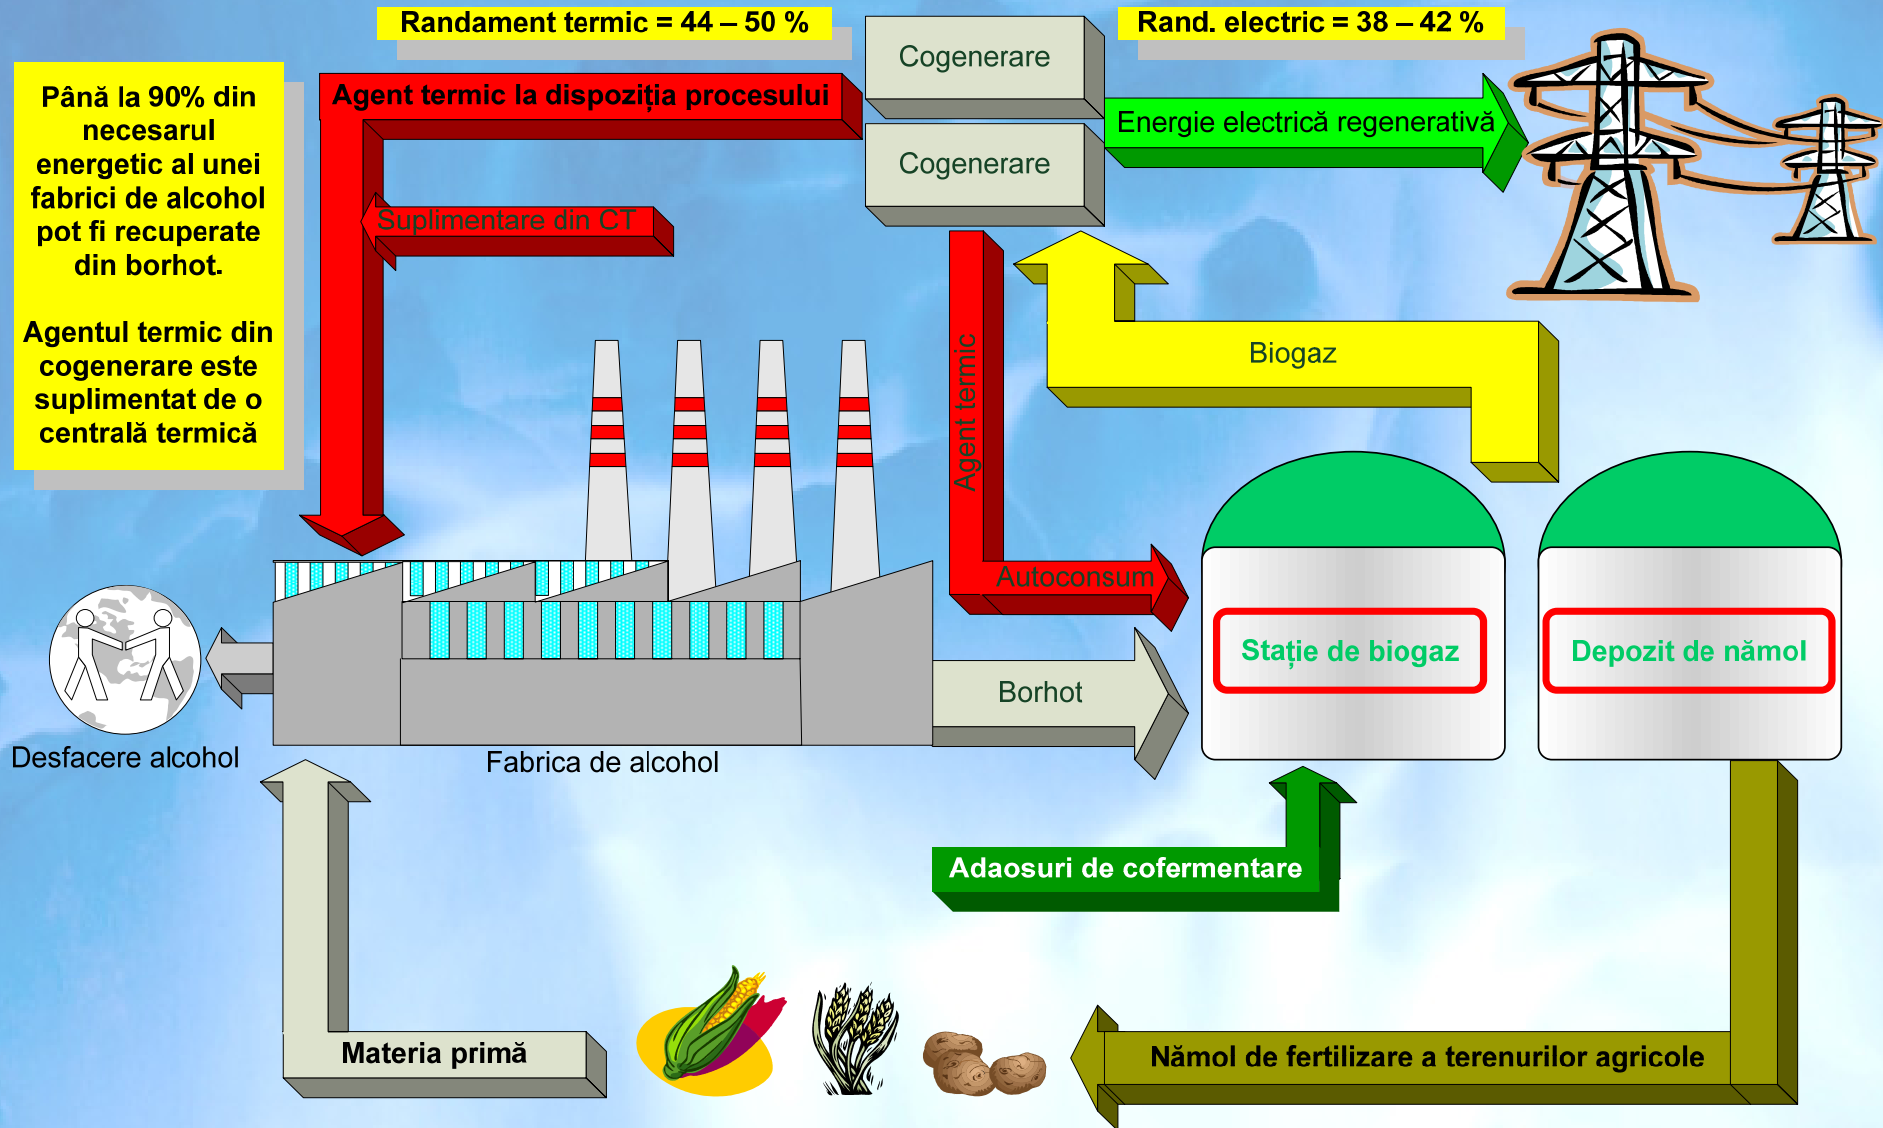 Randament termic = 44 – 50 %
Rand. electric = 38 – 42 %
Cogenerare
Cogenerare
Agent termic la dispoziția procesului
Energie electrică regenerativă
Până la 90% din
necesarul
energetic al unei
fabrici de alcohol
pot fi recuperate
din borhot.
Agentul termic din
cogenerare este
suplimentat de o
centrală termică
Suplimentare din CT
Biogaz
Agent termic
Autoconsum
Stație de biogaz
Depozit de nămol
Borhot
Desfacere alcohol
Fabrica de alcohol
Adaosuri de cofermentare
Materia primă
Nămol de fertilizare a terenurilor agricole